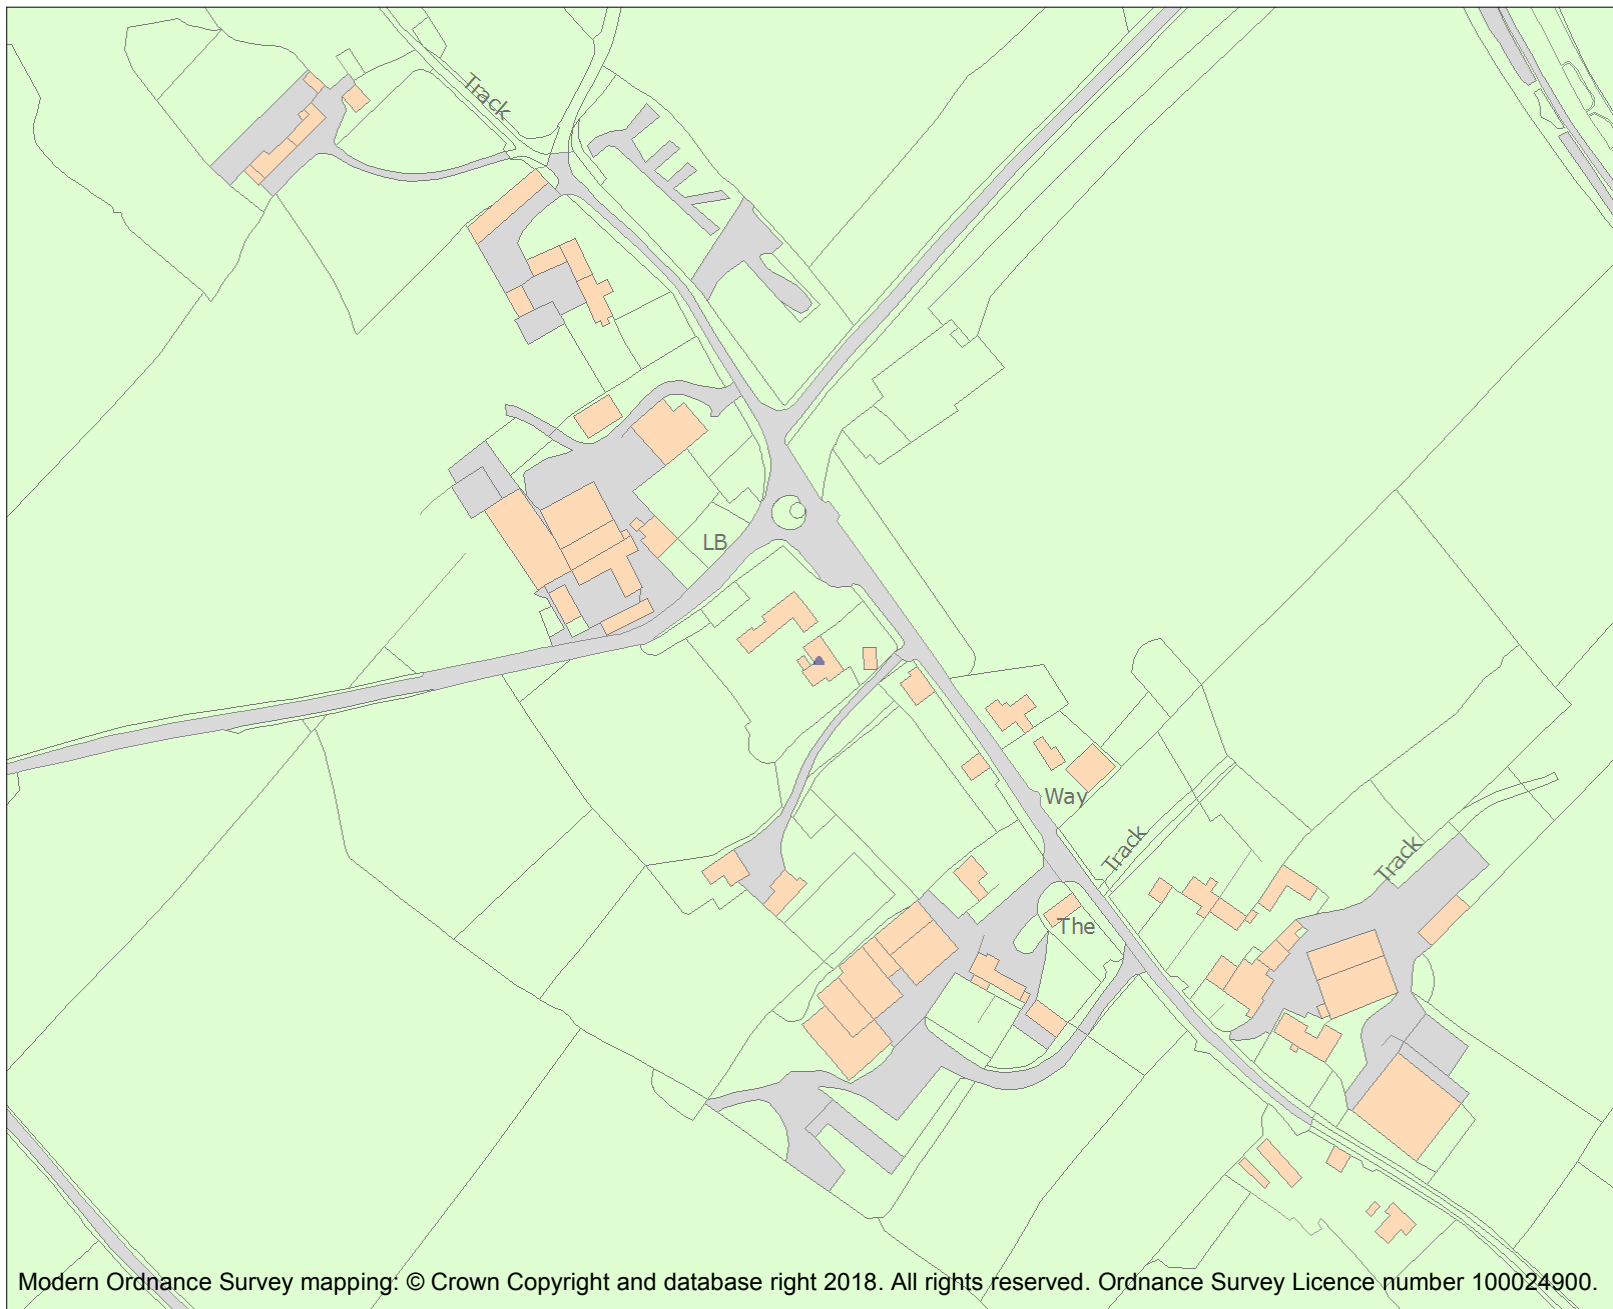 Track
LB
Way
Track
Track
The
Modern Ordnance Survey mapping: © Crown Copyright and database right 2018. All rights reserved. Ordnance Survey Licence number 100024900.